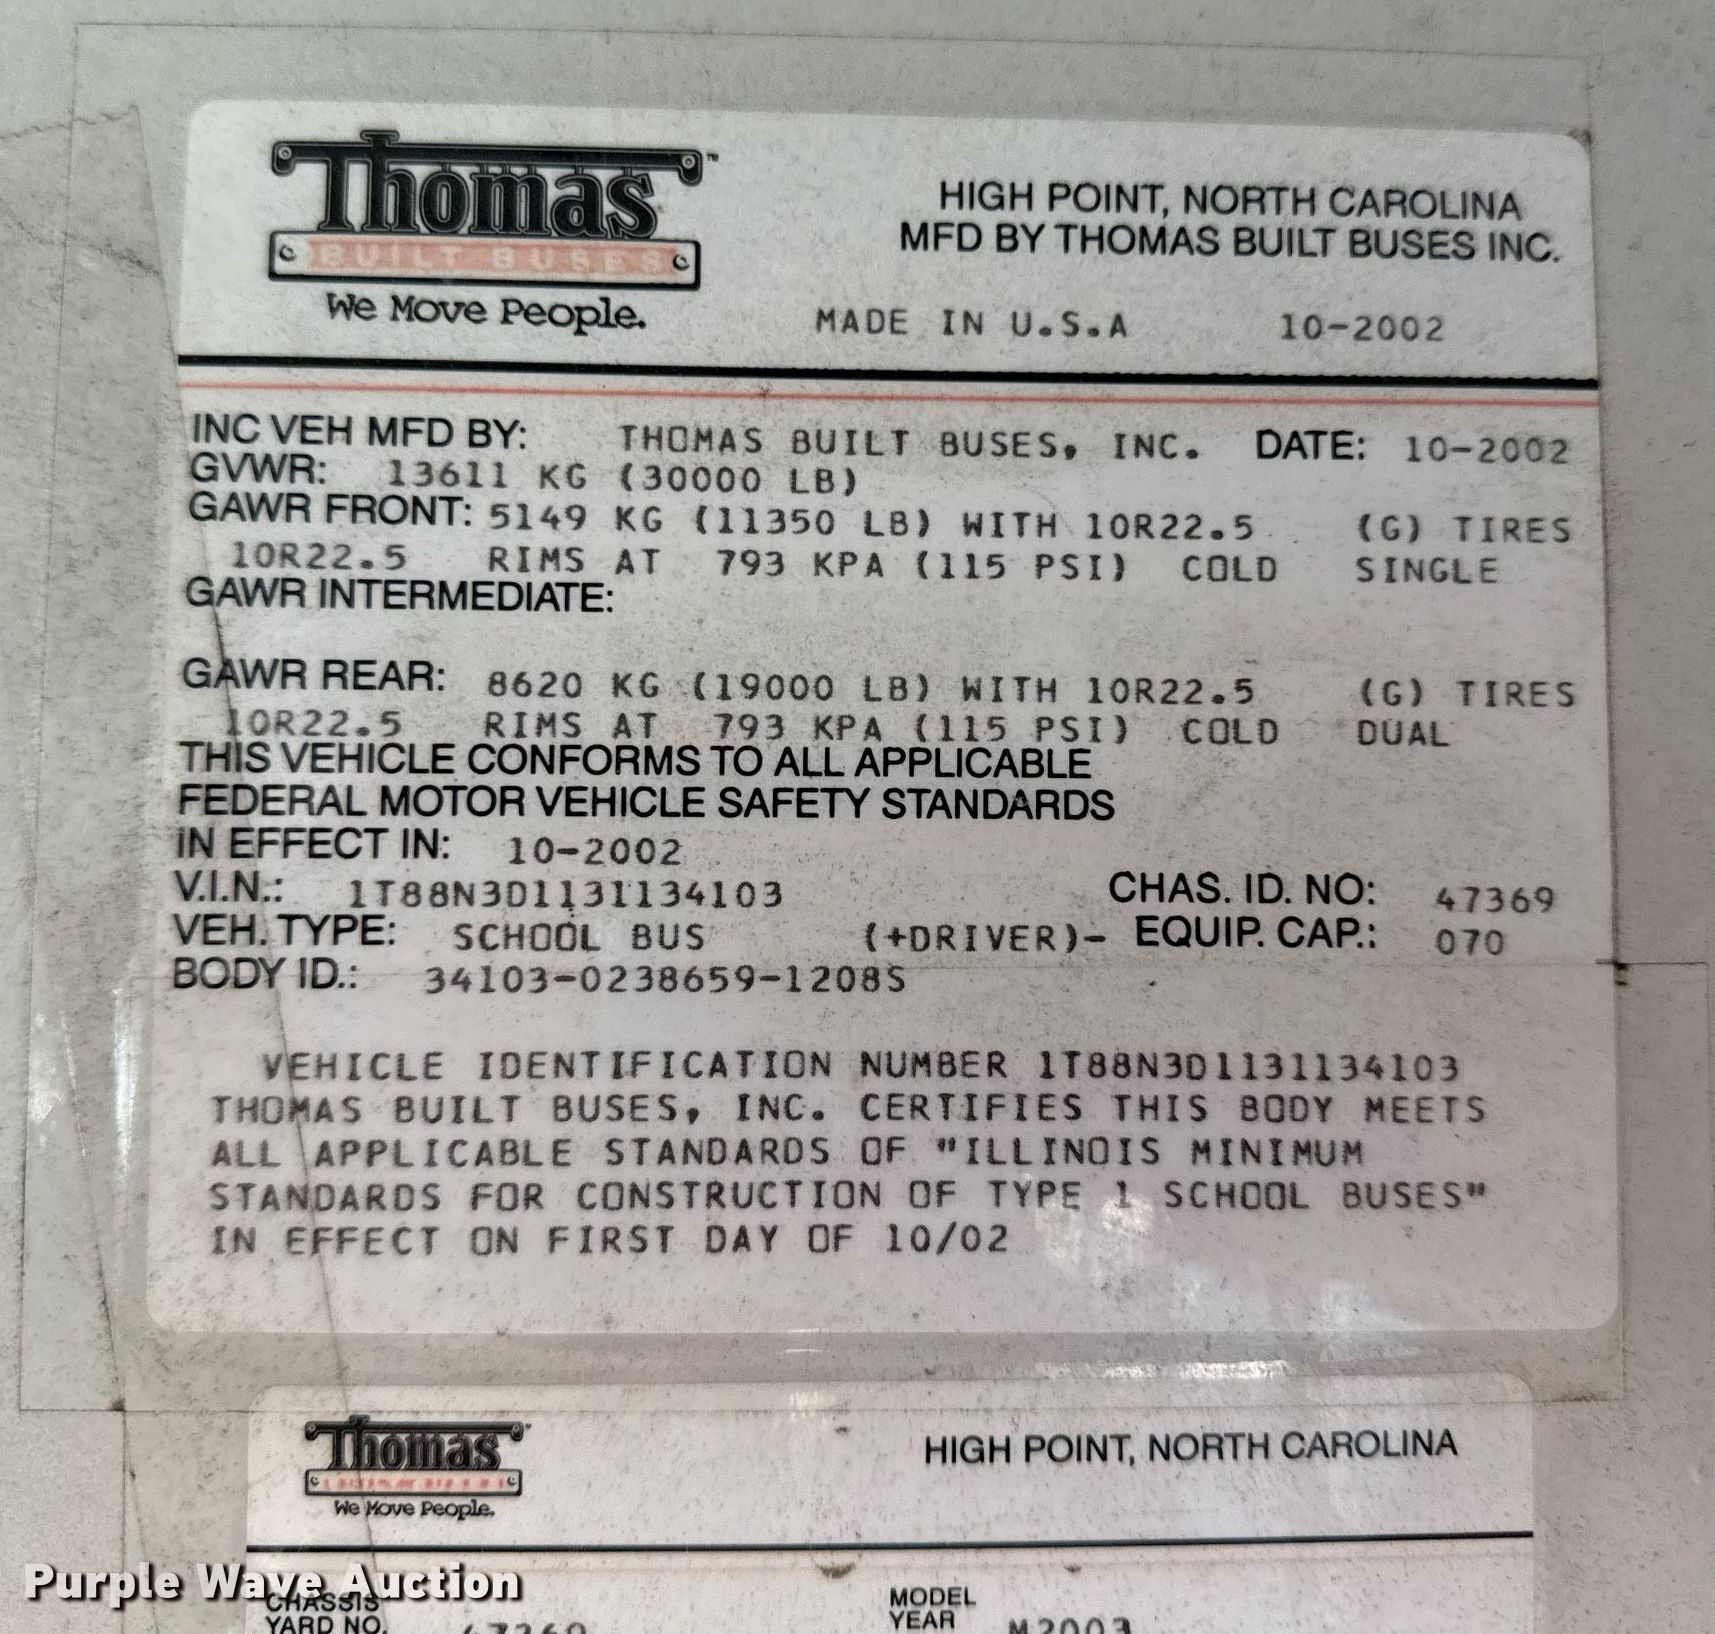 Thomas™
BUILT BUSES
We Move People.
HIGH POINT, NORTH CAROLINA
MFD BY THOMAS BUILT BUSES INC.
MADE IN U.S.A 10-2002
INC VEH MFD BY: THOMAS BUILT BUSES, INC. DATE: 10-2002
GVWR: 13611 KG (30000 LB)
GAWR FRONT: 5149 KG (11350 LB) WITH 10R22.5 (G) TIRES
10R22.5 RIMS AT 793 KPA (115 PSI) COLD SINGLE
GAWR INTERMEDIATE:
GAWR REAR: 8620 KG (19000 LB) WITH 10R22.5 (G) TIRES
10R22.5 RIMS AT 793 KPA (115 PSI) COLD DUAL
THIS VEHICLE CONFORMS TO ALL APPLICABLE
FEDERAL MOTOR VEHICLE SAFETY STANDARDS
IN EFFECT IN: 10-2002
V.I.N.: 1T88N3D1131134103 CHAS. ID. NO: 47369
VEH. TYPE: SCHOOL BUS (+DRIVER)- EQUIP. CAP.: 070
BODY ID.: 34103-0238659-1208S
VEHICLE IDENTIFICATION NUMBER 1T88N3D1131134103
THOMAS BUILT BUSES, INC. CERTIFIES THIS BODY MEETS
ALL APPLICABLE STANDARDS OF "ILLINOIS MINIMUM
STANDARDS FOR CONSTRUCTION OF TYPE 1 SCHOOL BUSES"
IN EFFECT ON FIRST DAY OF 10/02
Thomas
We Move People.
HIGH POINT, NORTH CAROLINA
Purple Wave Auction
CHASSIS
YARD NO. 47369
MODEL
YEAR M2003